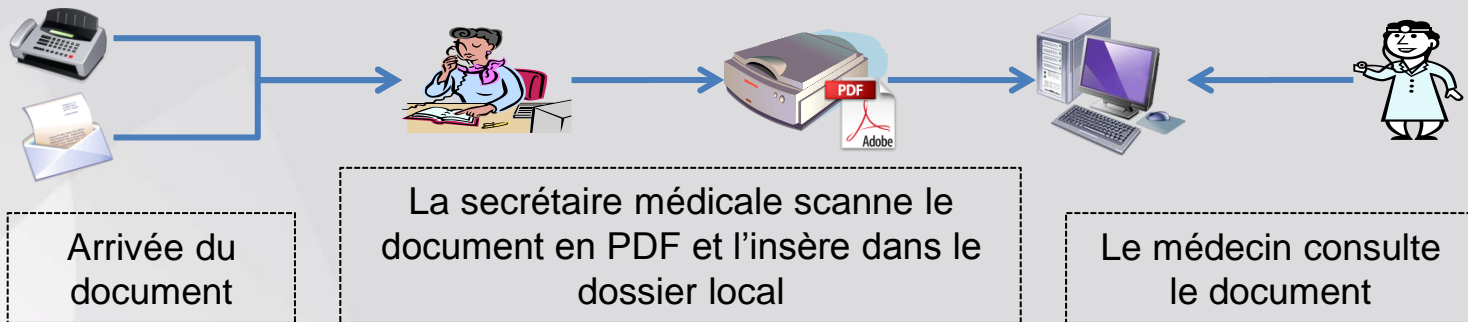 PDF
Adobe
Arrivée du
document
La secrétaire médicale scanne le
document en PDF et l’insère dans le
dossier local
Le médecin consulte
le document